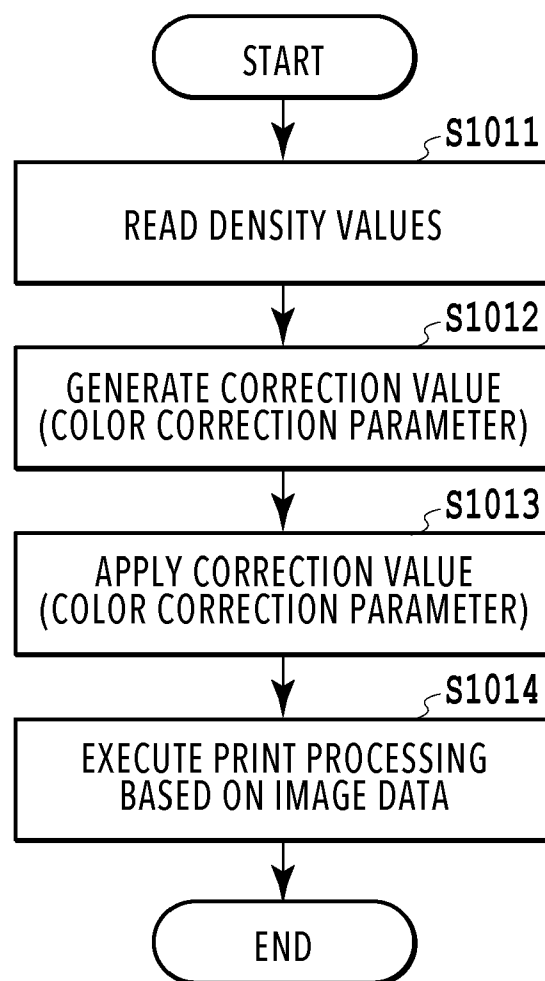 START
S1011
READ DENSITY VALUES
S1012
GENERATE CORRECTION VALUE
(COLOR CORRECTION PARAMETER)
S1013
APPLY CORRECTION VALUE
(COLOR CORRECTION PARAMETER)
S1014
EXECUTE PRINT PROCESSING
BASED ON IMAGE DATA
END